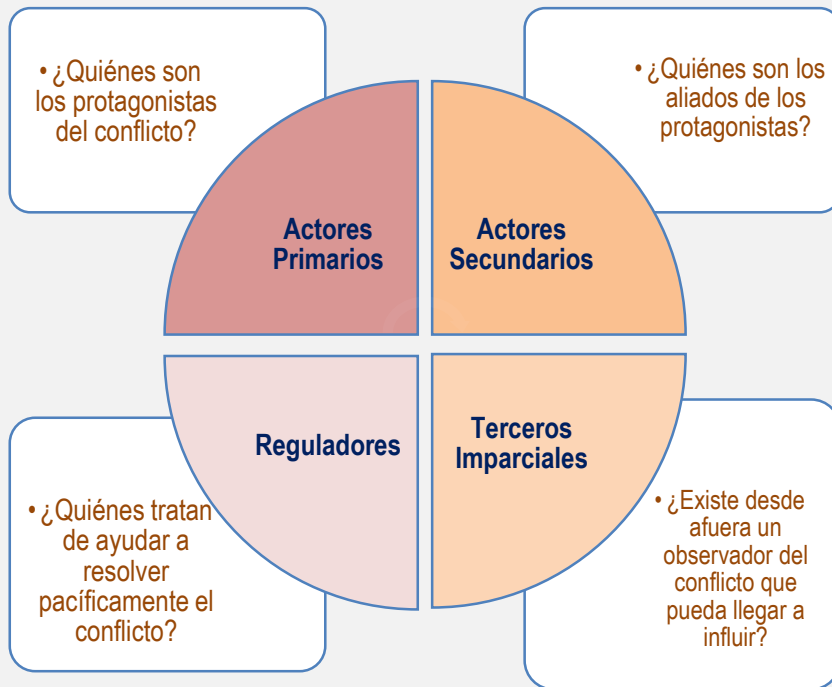 • ¿Quiénes son
los protagonistas
del conflicto?
• ¿Quiénes son los
aliados de los
protagonistas?
Actores
Primarios
Actores
Secundarios
Reguladores
Terceros
Imparciales
• ¿Quiénes tratan
de ayudar a
resolver
pacíficamente el
conflicto?
• ¿Existe desde
afuera un
observador del
conflicto que
pueda llegar a
influir?